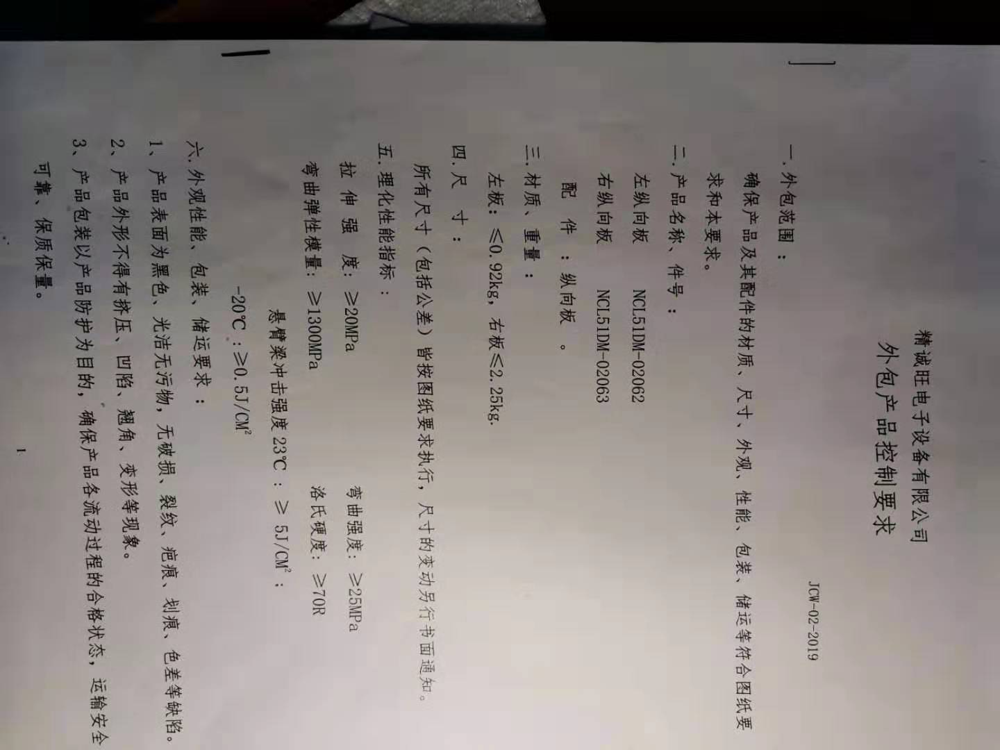 精诚旺电子设备有限公司
外包产品控制要求
JCW-02-2019
一.外包范围：
确保产品及其配件的材质、尺寸、外观、性能、包装、储运等符合图纸要
求和本要求。
二.产品名称、件号：
左纵向板 NCL51DM-02062
右纵向板 NCL51DM-02063
配 件：纵向板 。
三.材质、重量：
左板：≤0.92kg，右板≤2.25kg.
四.尺 寸：
所有尺寸（包括公差）皆按图纸要求执行，尺寸的变动另行书面通知。
五.理化性能指标：
拉 伸 强 度：≥20MPa 弯曲强度：≥25MPa
弯曲弹性模量：≥1300MPa 洛氏硬度：≥70R
悬臂梁冲击强度 23℃：≥ 5J/CM²；
-20℃：≥0.5J/CM²
六.外观性能、包装、储运要求：
1、产品表面为黑色、光洁无污物，无破损、裂纹、疤痕、划痕、色差等缺陷。
2、产品外形不得有挤压、凹陷、翘角、变形等现象。
3、产品包装以产品防护为目的，确保产品各流动过程的合格状态，运输安全
可靠、保质保量。
1